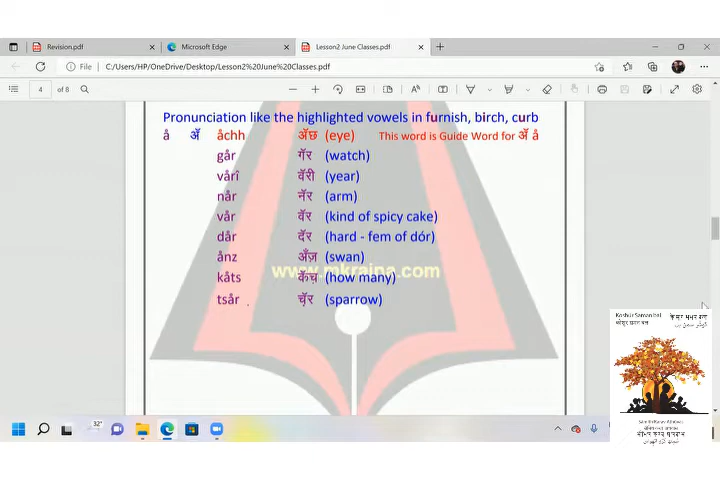 Revision.pdf
Microsoft Edge
Lesson2 June Classes.pdf
File
C:/Users/HP/OneDrive/Desktop/Lesson2%20June%20Classes.pdf
4 of 8
Pronunciation like the highlighted vowels in furnish, birch, curb
å ॲ åchh ॲछ (eye) This word is Guide Word for ॲ å
går गॅर (watch)
vårî वॅरी (year)
når नॅर (arm)
vår वॅर (kind of spicy cake)
dår दॅर (hard - fem of dór)
ånz ॲँज़ (swan)
kåts कॅच़ (how many)
tsår च़ॅर (sparrow)
www.mkraina.com
Koshur Samanbal
32°